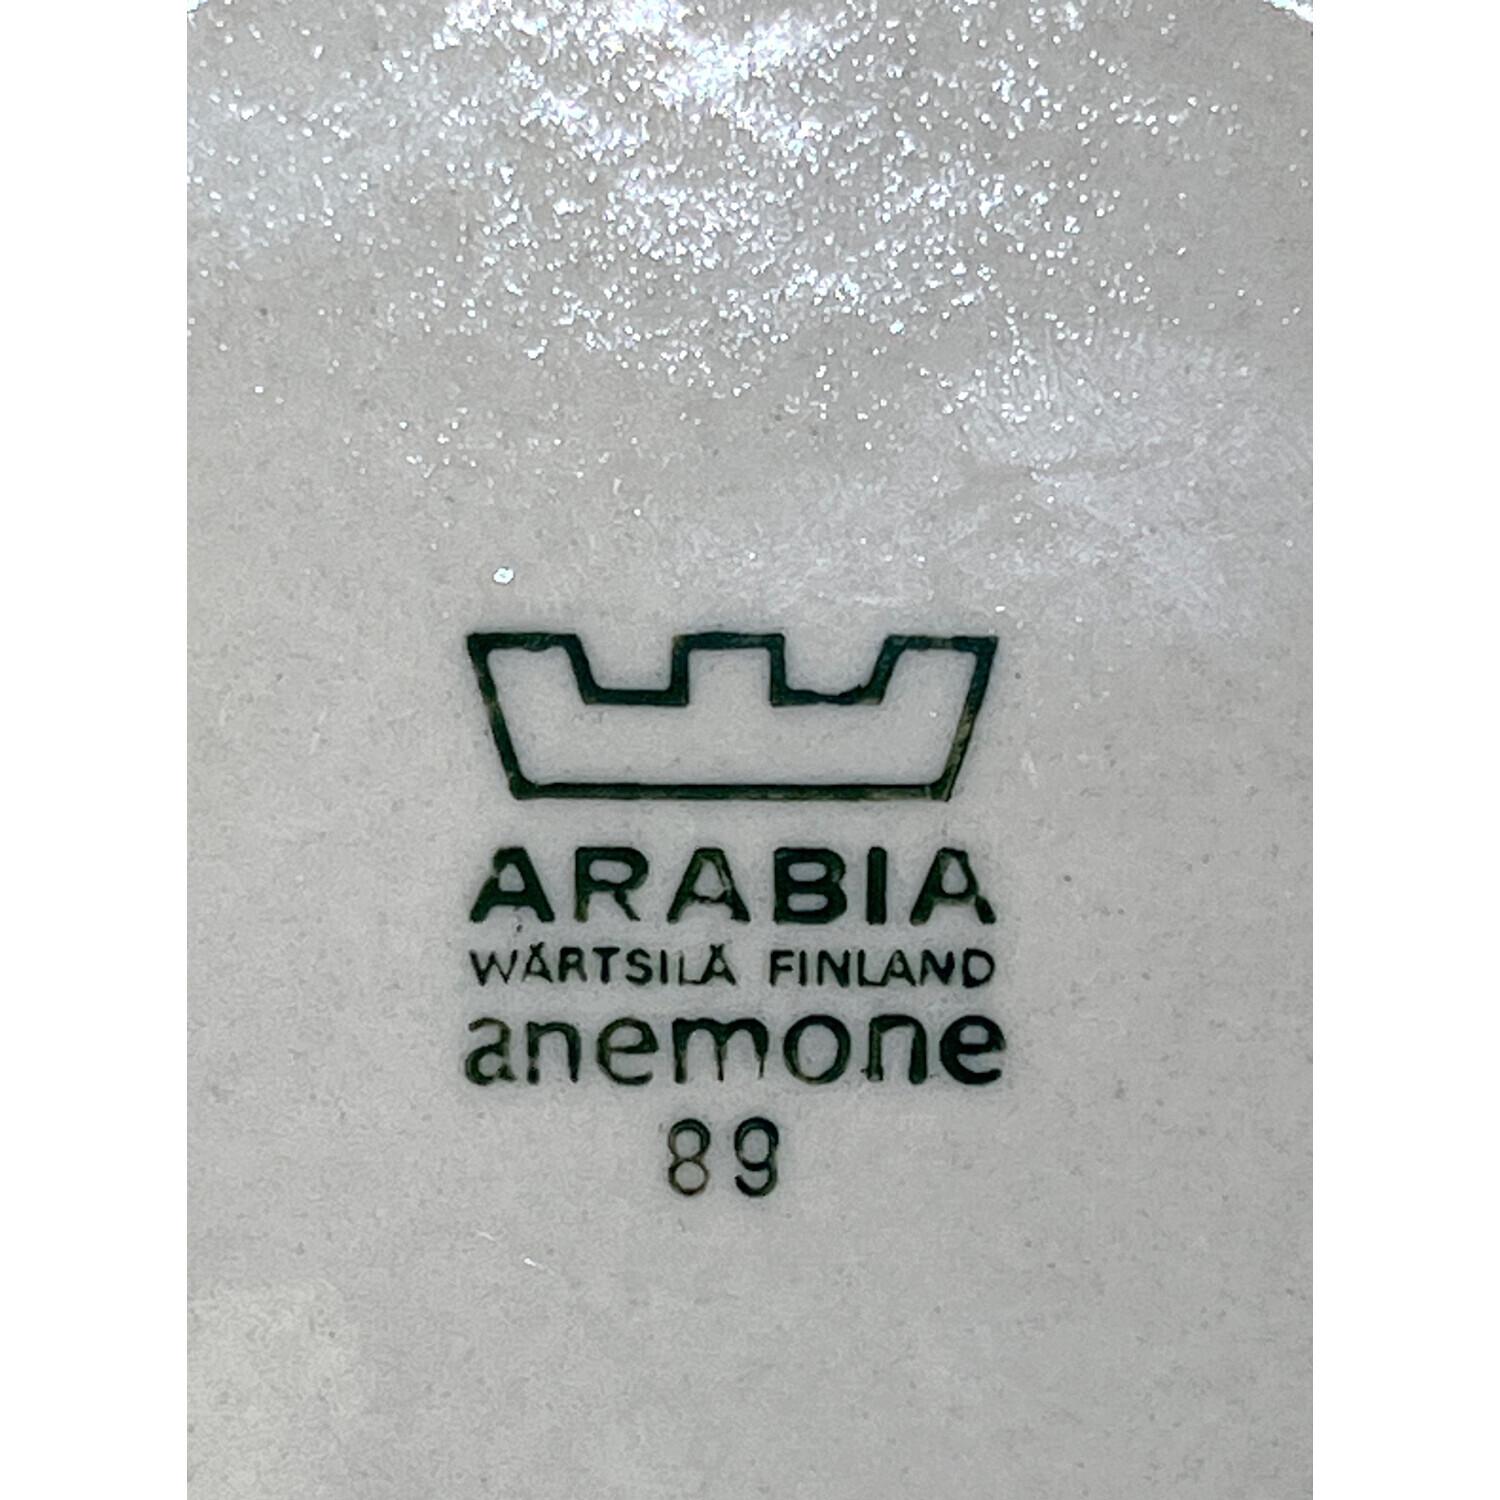 ARABIA
WÄRTSILÄ FINLAND
anemone
89